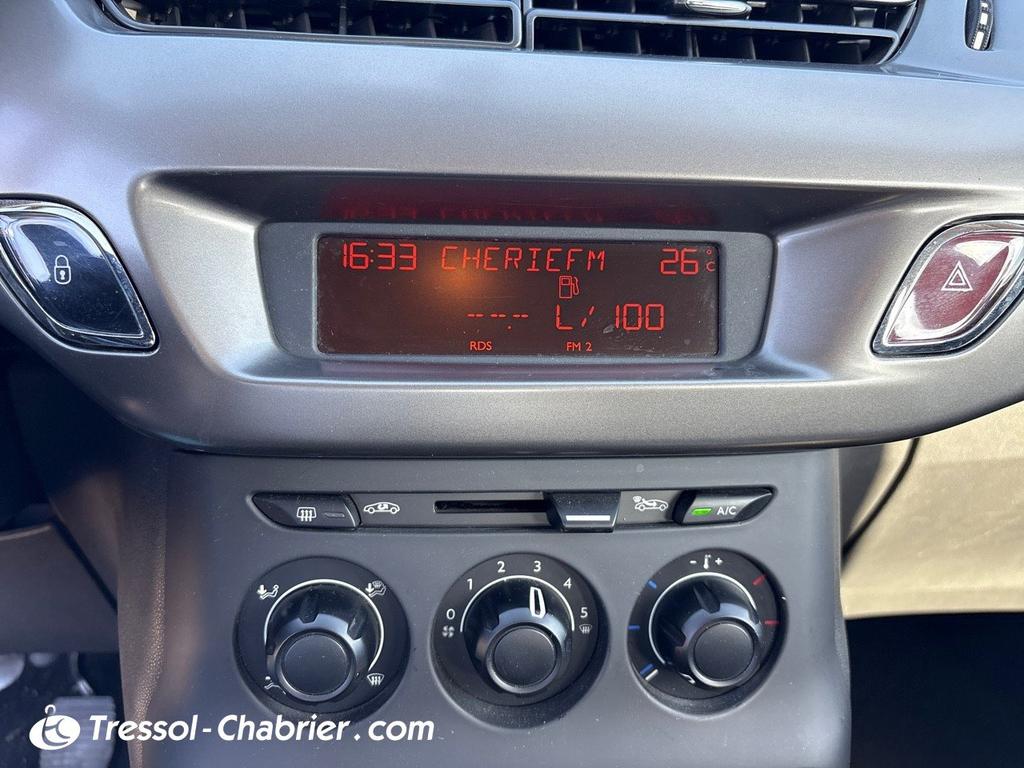 16:33 CHERIEFM 26°C
--.-- L/100
RDS FM 2
A/C
0 1 2 3 4 5
- +
Tressol-Chabrier.com